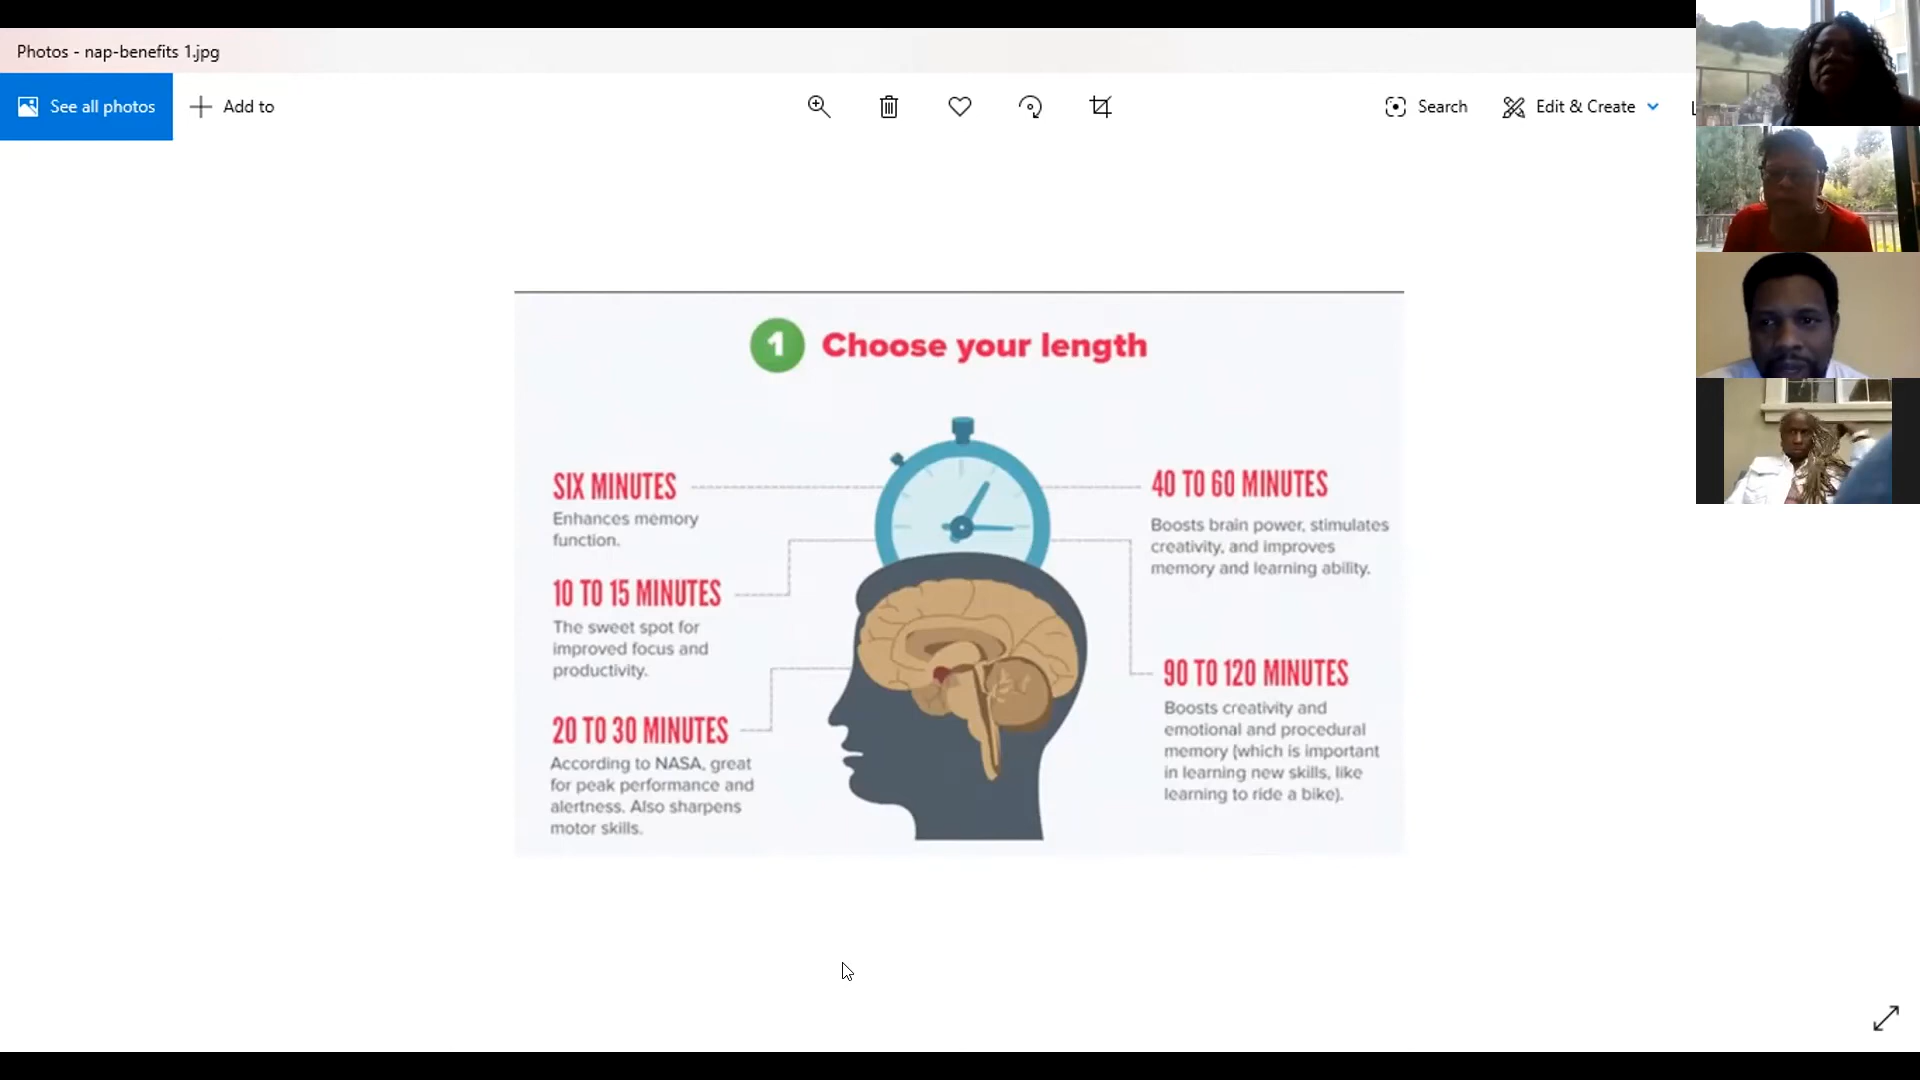 Photos - nap-benefits 1.jpg
See all photos
Add to
Search
Edit & Create
1 Choose your length
SIX MINUTES
Enhances memory
function.
10 TO 15 MINUTES
The sweet spot for
improved focus and
productivity.
20 TO 30 MINUTES
According to NASA, great
for peak performance and
alertness. Also sharpens
motor skills.
40 TO 60 MINUTES
Boosts brain power, stimulates
creativity, and improves
memory and learning ability.
90 TO 120 MINUTES
Boosts creativity and
emotional and procedural
memory (which is important
in learning new skills, like
learning to ride a bike).